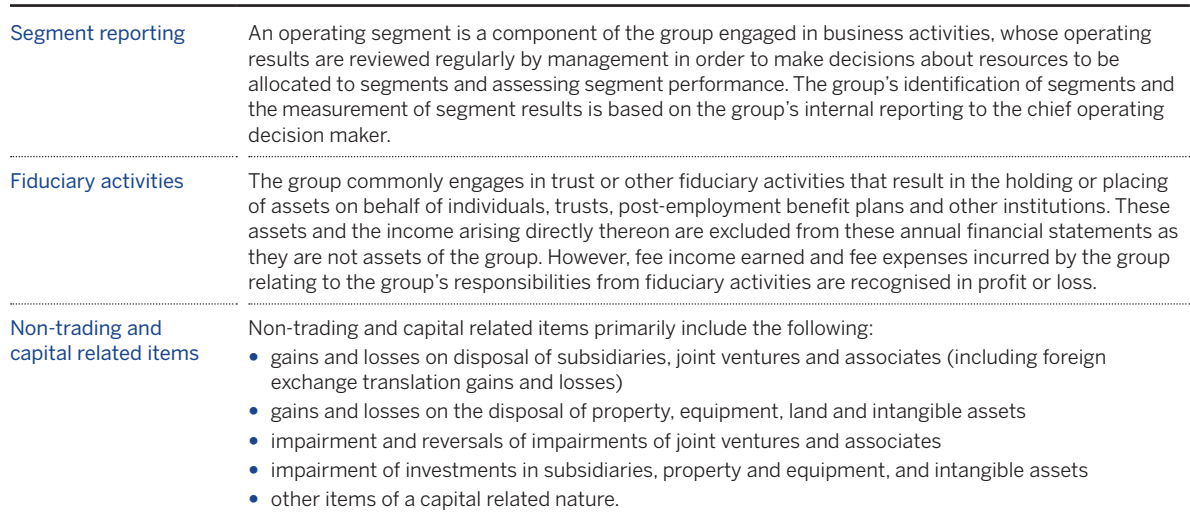 Segment reporting
An operating segment is a component of the group engaged in business activities, whose operating
results are reviewed regularly by management in order to make decisions about resources to be
allocated to segments and assessing segment performance. The group’s identification of segments and
the measurement of segment results is based on the group’s internal reporting to the chief operating
decision maker.
Fiduciary activities
The group commonly engages in trust or other fiduciary activities that result in the holding or placing
of assets on behalf of individuals, trusts, post-employment benefit plans and other institutions. These
assets and the income arising directly thereon are excluded from these annual financial statements as
they are not assets of the group. However, fee income earned and fee expenses incurred by the group
relating to the group’s responsibilities from fiduciary activities are recognised in profit or loss.
Non-trading and
capital related items
Non-trading and capital related items primarily include the following:
• gains and losses on disposal of subsidiaries, joint ventures and associates (including foreign
exchange translation gains and losses)
• gains and losses on the disposal of property, equipment, land and intangible assets
• impairment and reversals of impairments of joint ventures and associates
• impairment of investments in subsidiaries, property and equipment, and intangible assets
• other items of a capital related nature.